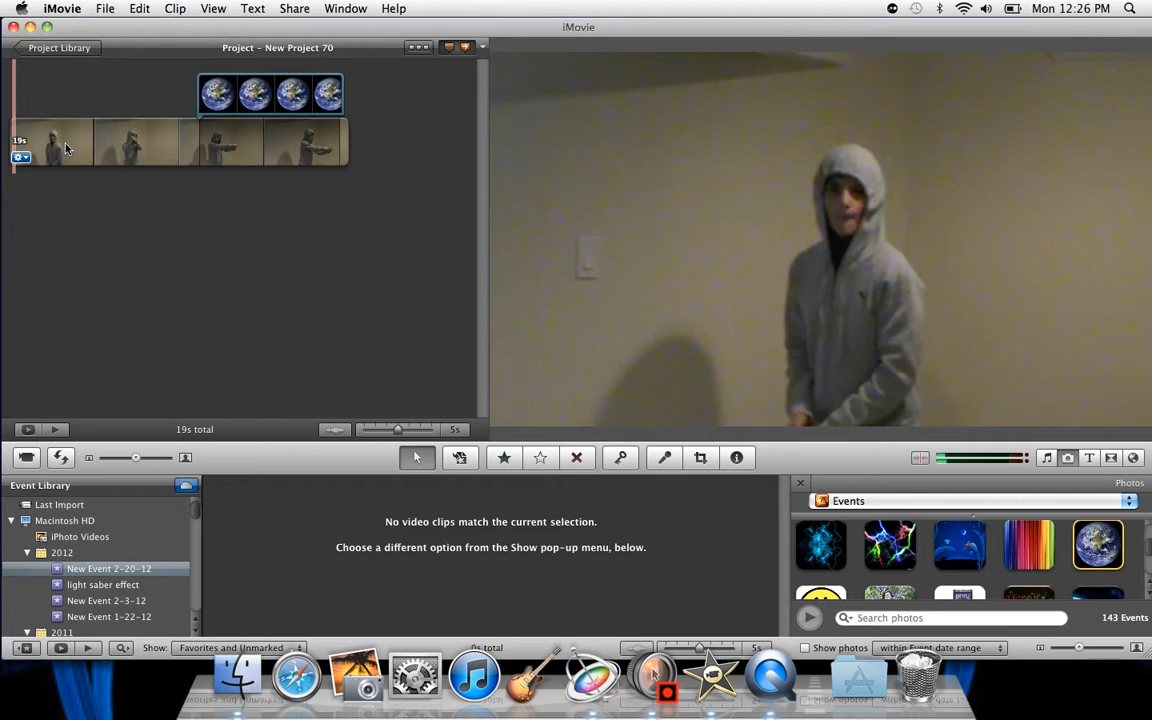 iMovie File Edit Clip View Text Share Window Help Mon 12:26 PM
iMovie
Project Library Project - New Project 70
19s
19s total 5s
Event Library
Last Import
Macintosh HD
iPhoto Videos
2012
New Event 2-20-12
light saber effect
New Event 2-3-12
New Event 1-22-12
2011
No video clips match the current selection.
Choose a different option from the Show pop-up menu, below.
Photos
Events
Search photos 143 Events
Show: Favorites and Unmarked 0s total 5s Show photos within Event date range